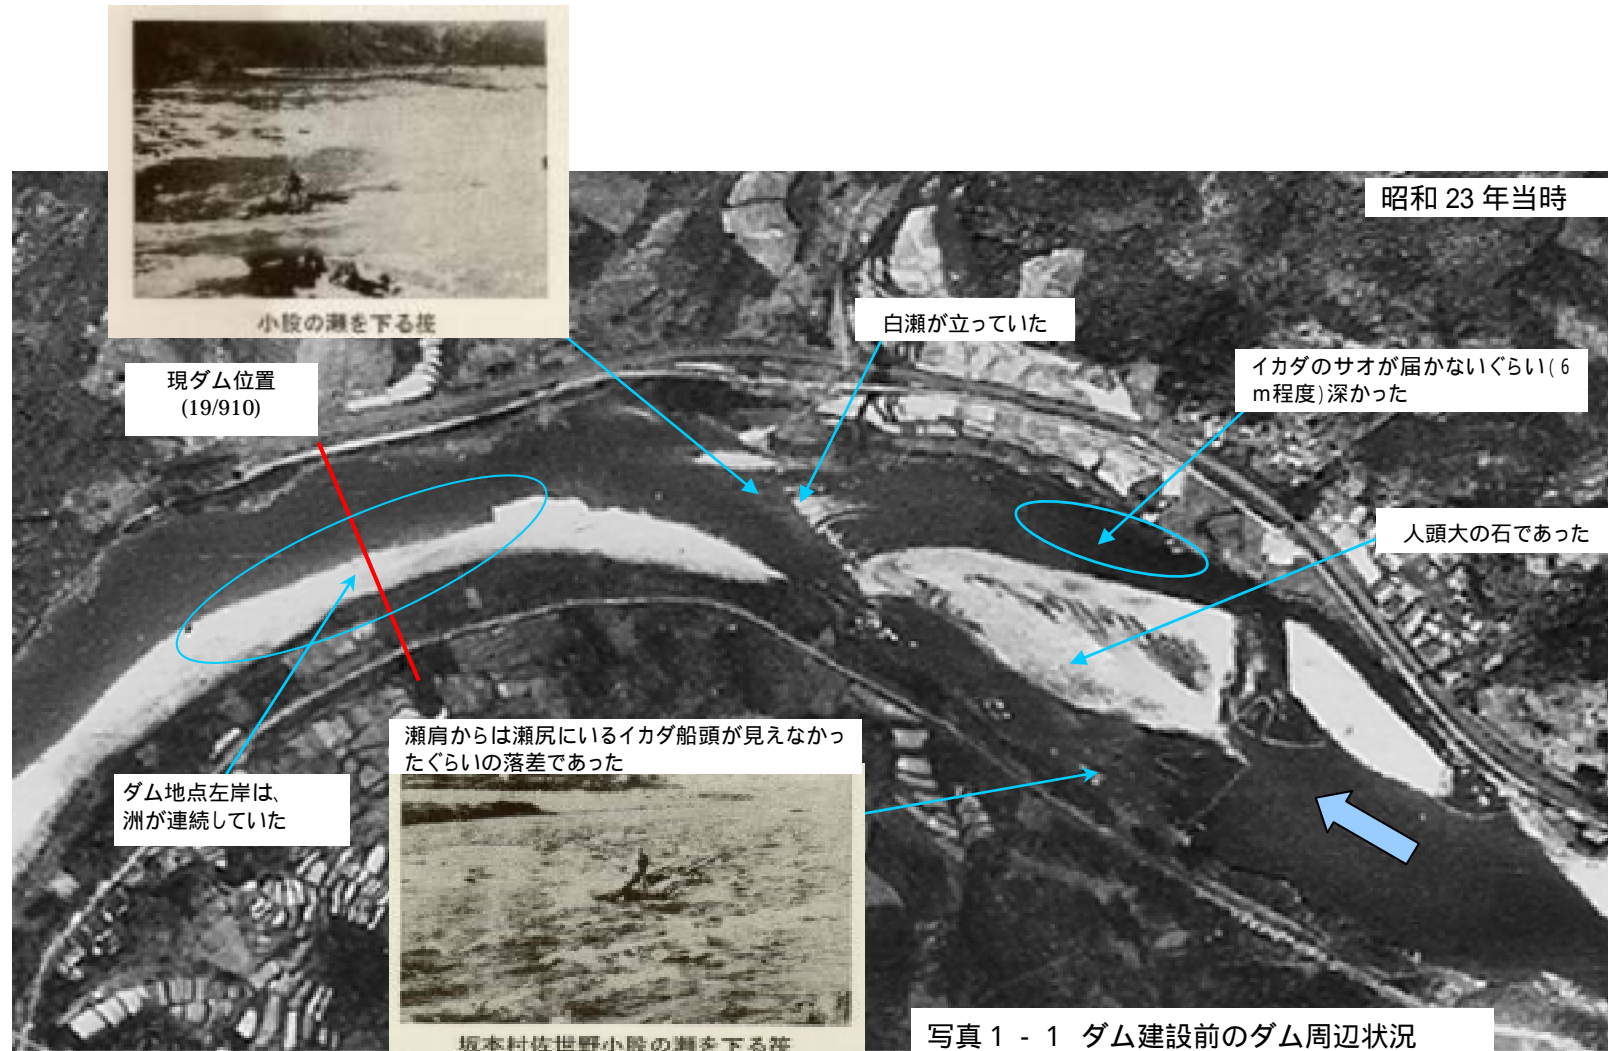 小股の瀬を下る筏
昭和 23 年当時
白瀬が立っていた
現ダム位置
(19/910)
イカダのサオが届かないぐらい(6
m程度)深かった
人頭大の石であった
瀬肩からは瀬尻にいるイカダ船頭が見えなかっ
たぐらいの落差であった
ダム地点左岸は、
洲が連続していた
坂本村佐世野小股の瀬を下る筏
写真 1 - 1 ダム建設前のダム周辺状況